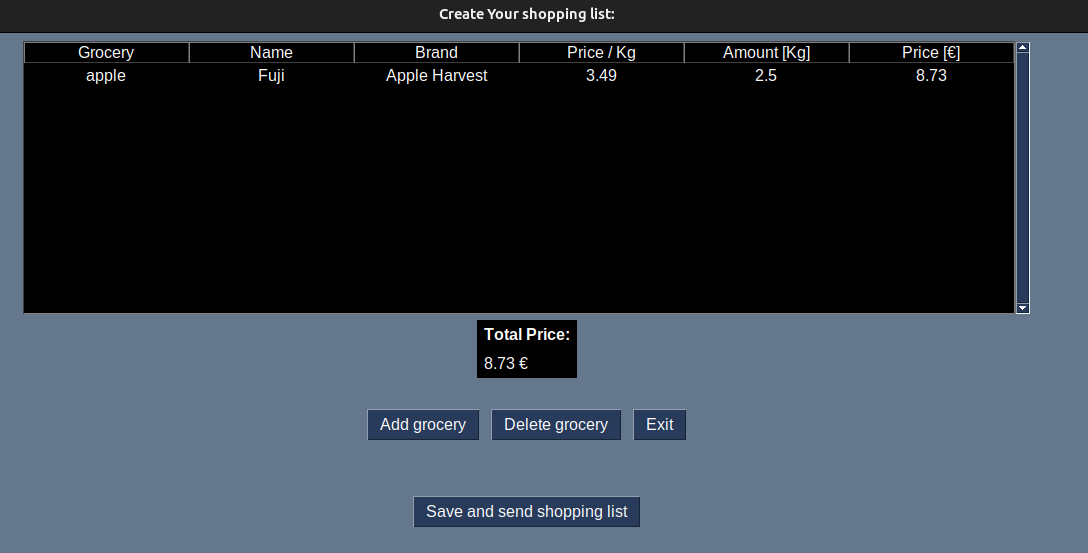 Create Your shopping list:
Grocery Name Brand Price / Kg Amount [Kg] Price [€]
apple Fuji Apple Harvest 3.49 2.5 8.73
Total Price:
8.73 €
Add grocery Delete grocery Exit
Save and send shopping list